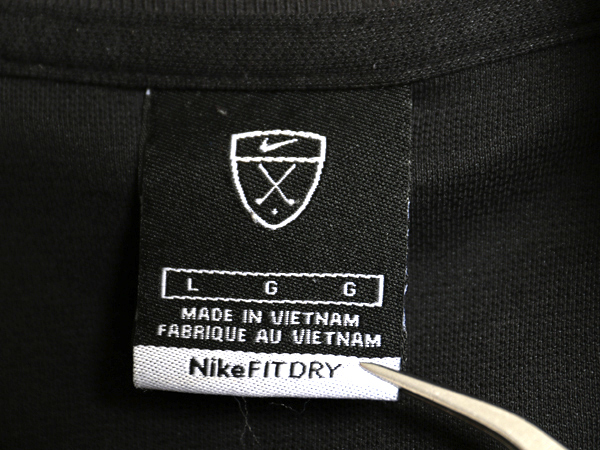 L G G
MADE IN VIETNAM
FABRIQUE AU VIETNAM
NikeFITDRY